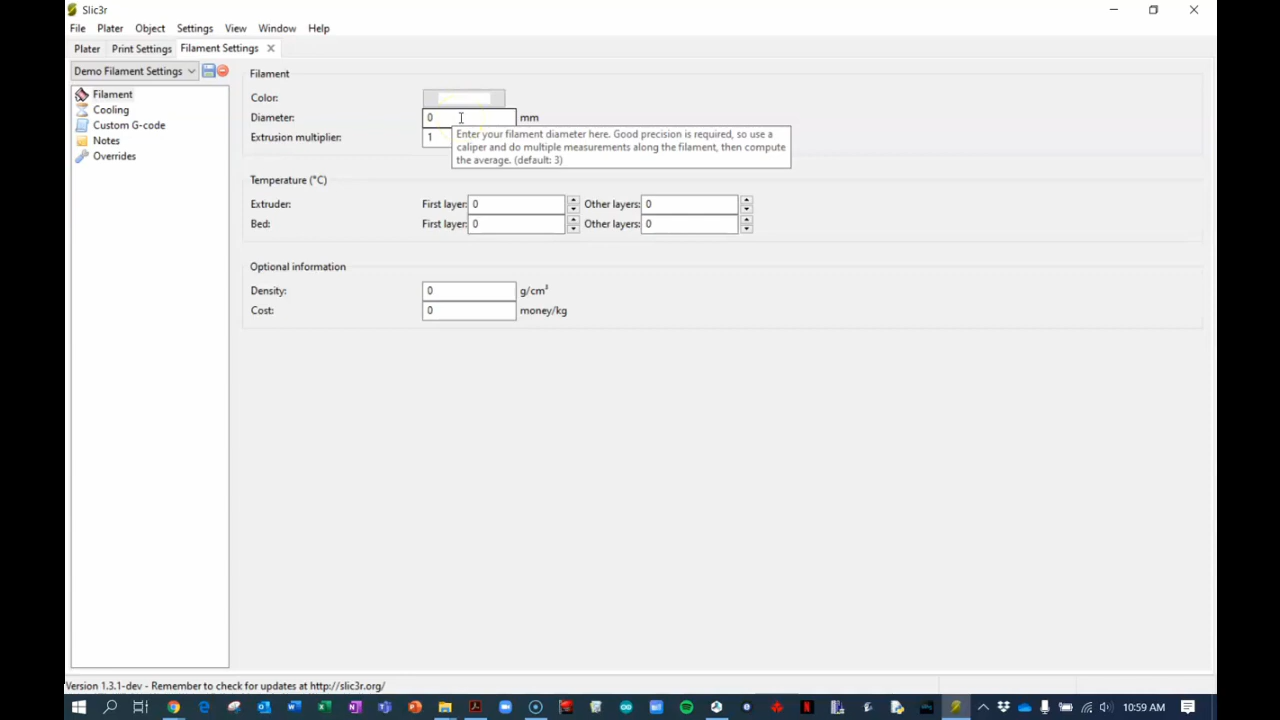 Slic3r
File Plater Object Settings View Window Help
Plater Print Settings Filament Settings
Demo Filament Settings
Filament
Cooling
Custom G-code
Notes
Overrides
Filament
Color:
Diameter: 0 mm
Extrusion multiplier: 1
Enter your filament diameter here. Good precision is required, so use a
caliper and do multiple measurements along the filament, then compute
the average. (default: 3)
Temperature (°C)
Extruder: First layer: 0 Other layers: 0
Bed: First layer: 0 Other layers: 0
Optional information
Density: 0 g/cm³
Cost: 0 money/kg
Version 1.3.1-dev - Remember to check for updates at http://slic3r.org/
10:59 AM